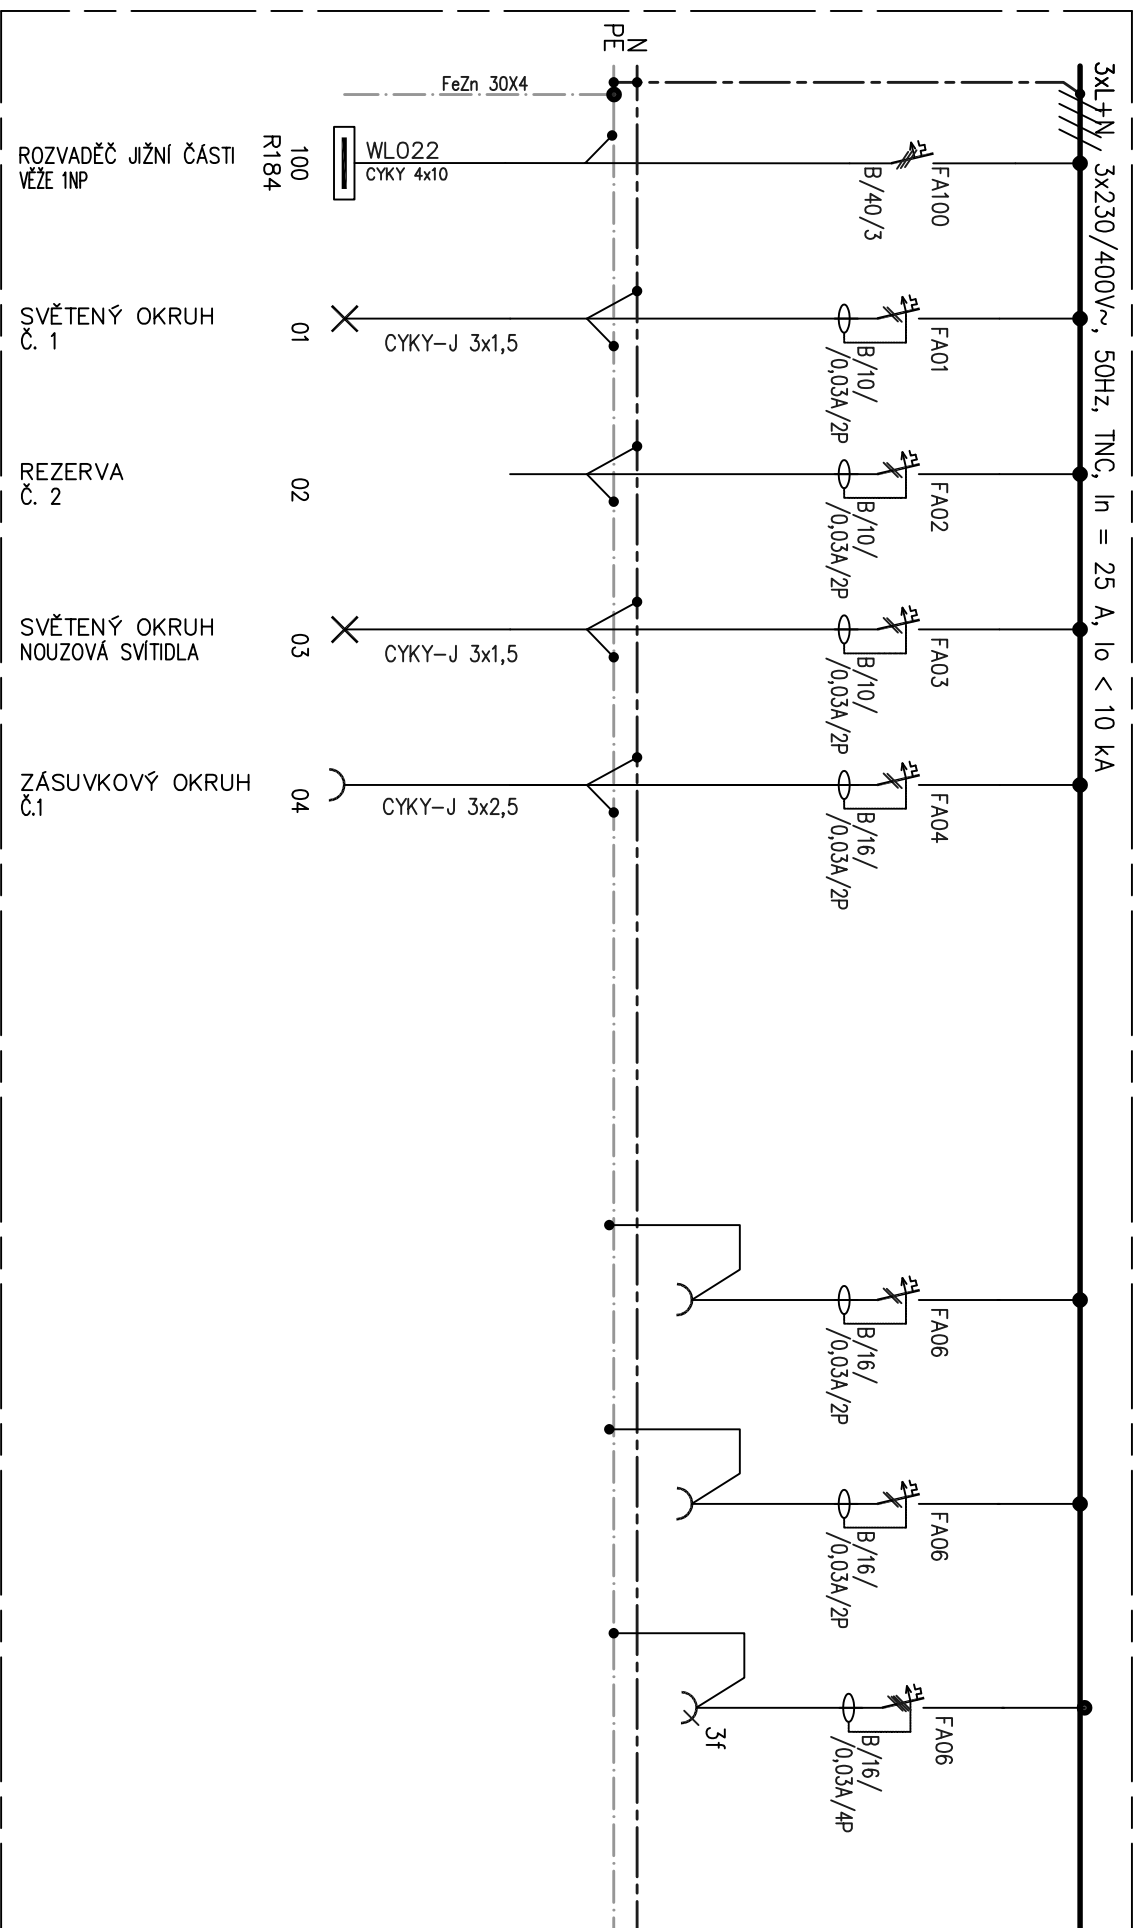 PE
N
3xL+N / 3x230/400V~, 50Hz, TNC, In = 25 A, Io < 10 kA
FeZn 30X4
ROZVADĚČ JIŽNÍ ČÁSTI
VĚŽE 1NP
100
R184
WL022
CYKY 4x10
FA100
B/40/3
SVĚTENÝ OKRUH
Č. 1
01
CYKY-J 3x1,5
FA01
B/10/
/0,03A/2P
REZERVA
Č. 2
02
FA02
B/10/
/0,03A/2P
SVĚTENÝ OKRUH
NOUZOVÁ SVÍTIDLA
03
CYKY-J 3x1,5
FA03
B/10/
/0,03A/2P
ZÁSUVKOVÝ OKRUH
Č.1
04
CYKY-J 3x2,5
FA04
B/16/
/0,03A/2P
FA06
B/16/
/0,03A/2P
FA06
B/16/
/0,03A/2P
3f
FA06
B/16/
/0,03A/4P